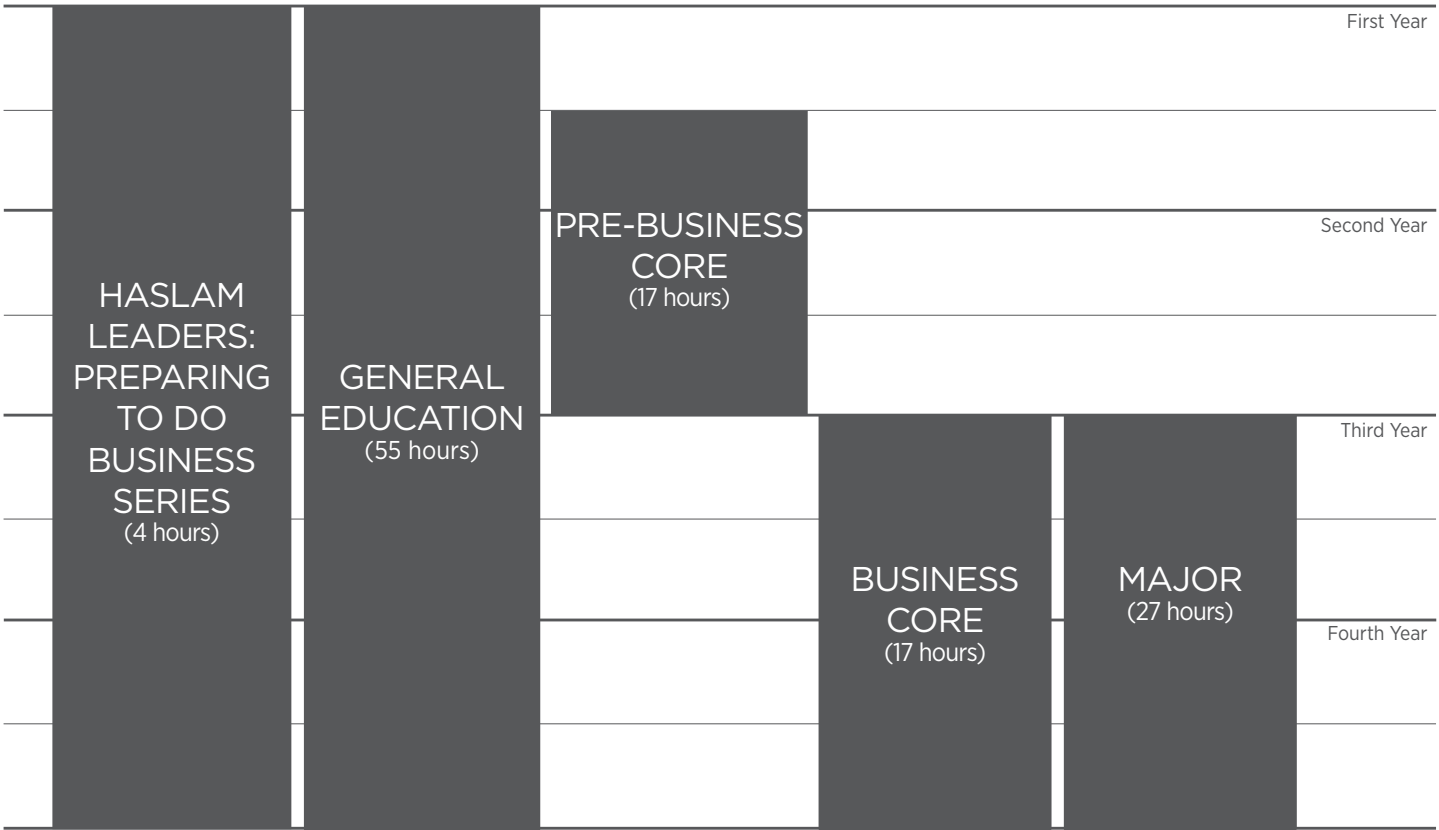 First Year
Second Year
Third Year
Fourth Year
HASLAM
LEADERS:
PREPARING
TO DO
BUSINESS
SERIES
(4 hours)
GENERAL
EDUCATION
(55 hours)
PRE-BUSINESS
CORE
(17 hours)
BUSINESS
CORE
(17 hours)
MAJOR
(27 hours)